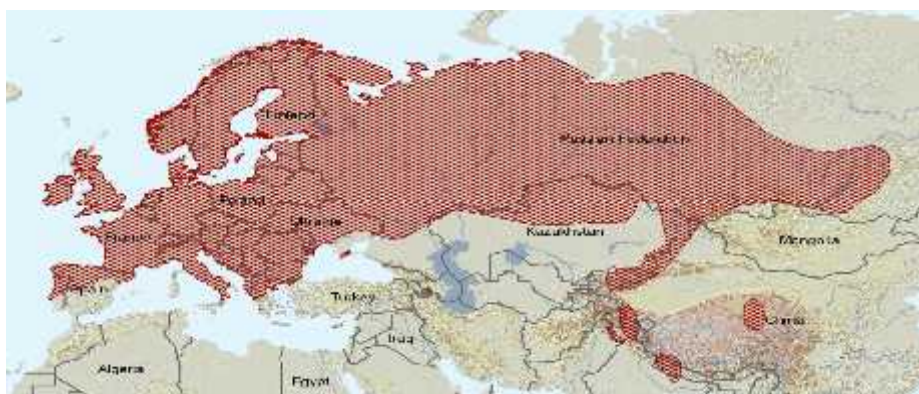 Finland
Russian Federation
Poland
Ukraine
France
Kazakhstan
Mongolia
Spain
Turkey
China
Iraq
Algeria
Egypt